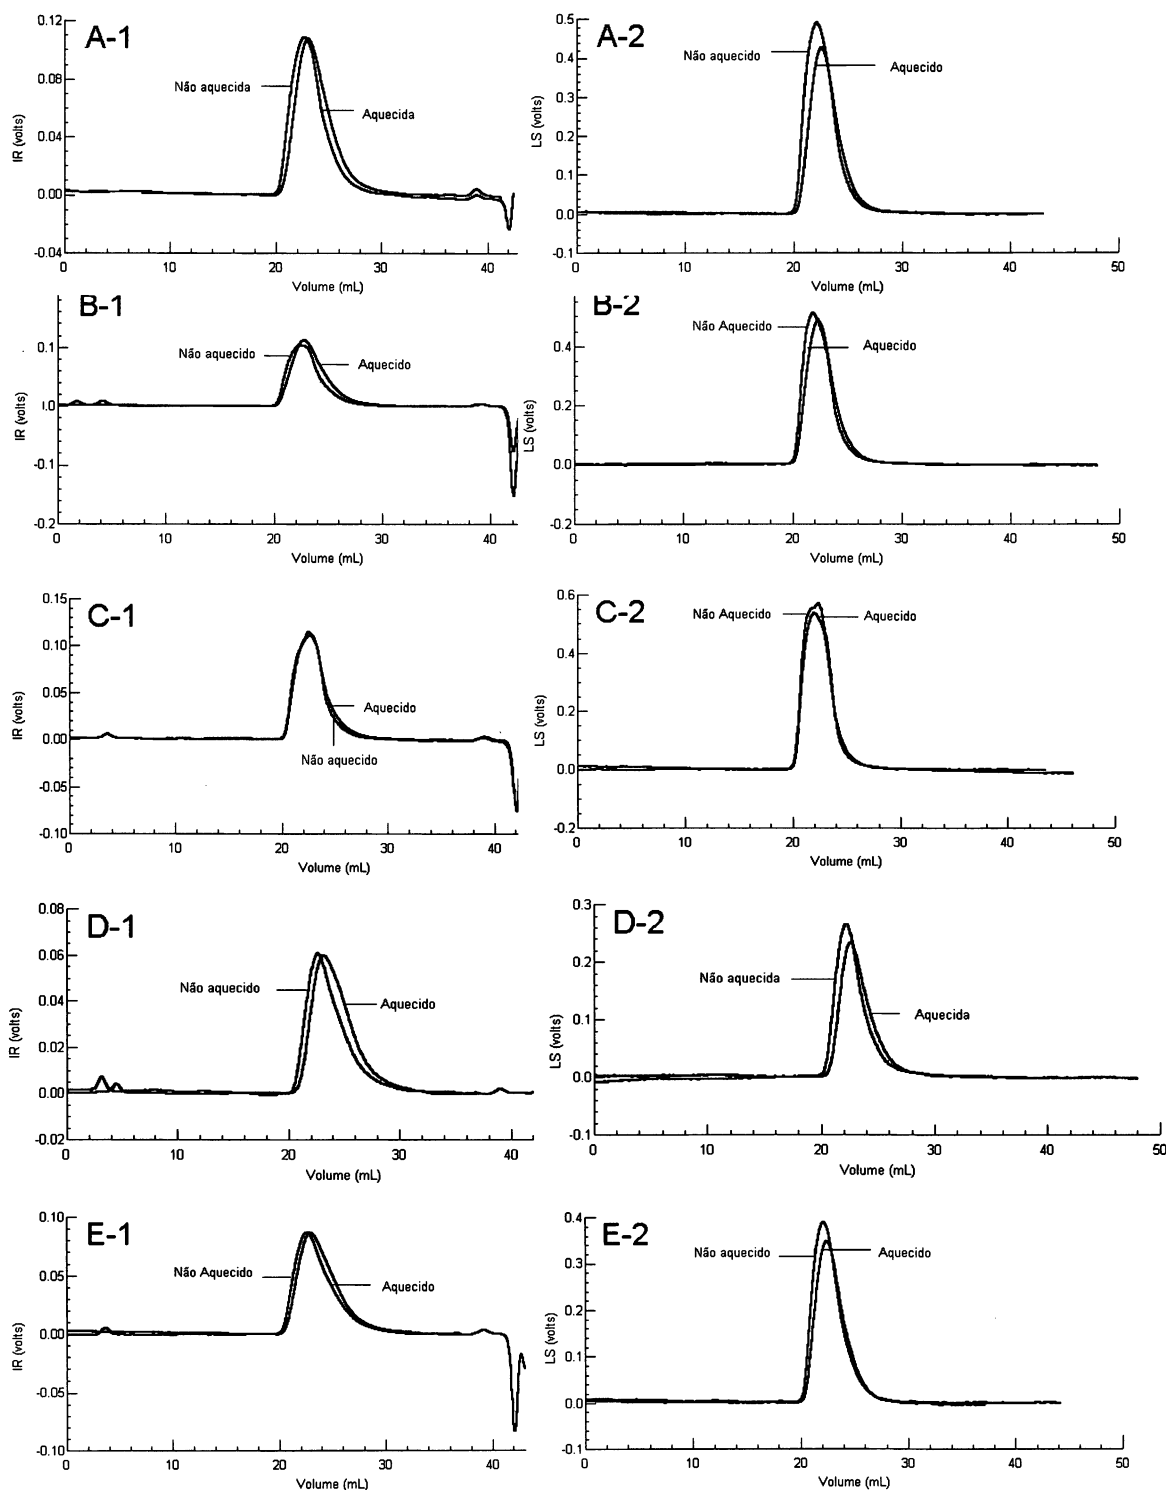 A-1
0.12
0.08
0.04
0.00
-0.04
IR (volts)
Não aquecida
Aquecida
0 10 20 30 40
Volume (mL)
A-2
0.5
0.4
0.3
0.2
0.1
0.0
-0.1
LS (volts)
Não aquecido
Aquecido
0 10 20 30 40 50
Volume (mL)
B-1
0.1
-0.1
-0.2
IR (volts)
Não aquecido
Aquecido
0 10 20 30 40
Volume (mL)
B-2
0.4
0.2
0.0
-0.2
LS (volts)
Não Aquecido
Aquecido
0 10 20 30 40 50
Volume (mL)
C-1
0.15
0.10
0.05
0.00
-0.05
-0.10
IR (volts)
Aquecido
Não aquecido
0 10 20 30 40
Volume (mL)
C-2
0.6
0.4
0.2
0.0
-0.2
LS (volts)
Não Aquecido
Aquecido
0 10 20 30 40 50
Volume (mL)
D-1
0.08
0.06
0.04
0.02
0.00
-0.02
IR (volts)
Não aquecido
Aquecido
0 10 20 30 40
Volume (mL)
D-2
0.3
0.2
0.1
0.0
-0.1
LS (volts)
Não aquecida
Aquecida
0 10 20 30 40 50
Volume (mL)
E-1
0.10
0.05
0.00
-0.05
-0.10
IR (volts)
Não Aquecido
Aquecido
0 10 20 30 40
Volume (mL)
E-2
0.4
0.3
0.2
0.1
0.0
-0.1
LS (volts)
Não aquecido
Aquecido
0 10 20 30 40 50
Volume (mL)